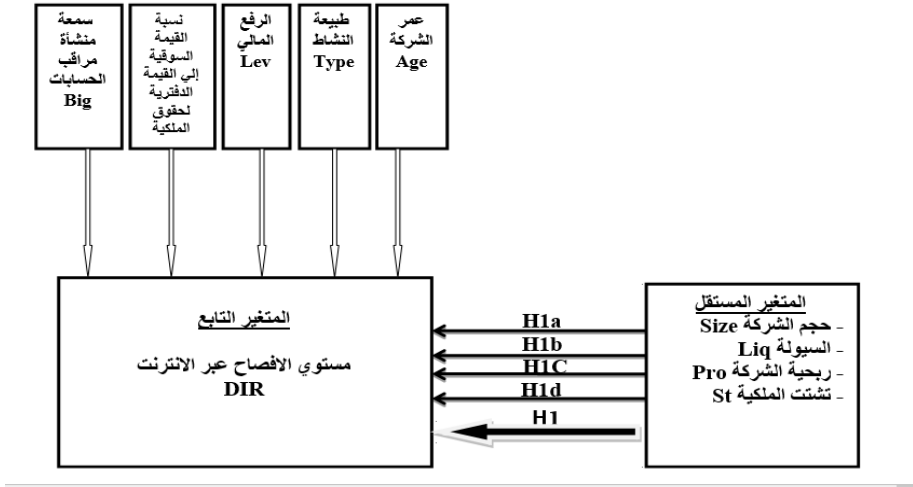 عمر
الشركة
Age
طبيعة
النشاط
Type
الرفع
المالي
Lev
نسبة
القيمة
السوقية
إلي القيمة
الدفترية
لحقوق
الملكية
سمعة
منشأة
مراقب
الحسابات
Big
المتغير المستقل
- حجم الشركة Size
- السيولة Liq
- ربحية الشركة Pro
- تشتت الملكية St
H1a
H1b
H1C
H1d
H1
المتغير التابع
مستوي الافصاح عبر الانترنت
DIR